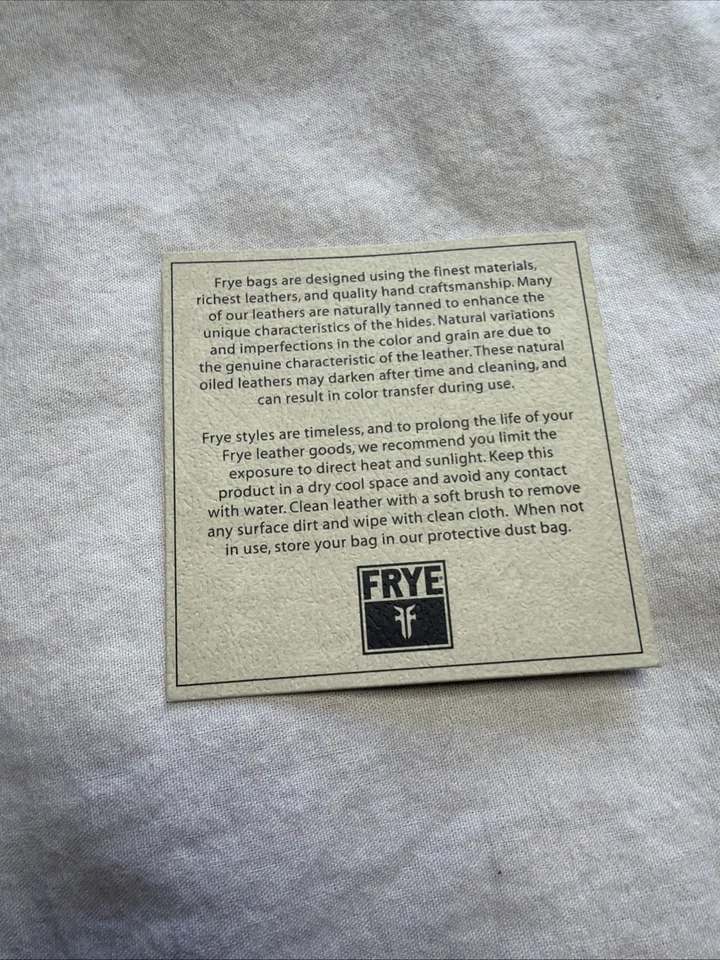 Frye bags are designed using the finest materials,
richest leathers, and quality hand craftsmanship. Many
of our leathers are naturally tanned to enhance the
unique characteristics of the hides. Natural variations
and imperfections in the color and grain are due to
the genuine characteristic of the leather. These natural
oiled leathers may darken after time and cleaning, and
can result in color transfer during use.
Frye styles are timeless, and to prolong the life of your
Frye leather goods, we recommend you limit the
exposure to direct heat and sunlight. Keep this
product in a dry cool space and avoid any contact
with water. Clean leather with a soft brush to remove
any surface dirt and wipe with clean cloth. When not
in use, store your bag in our protective dust bag.
FRYE